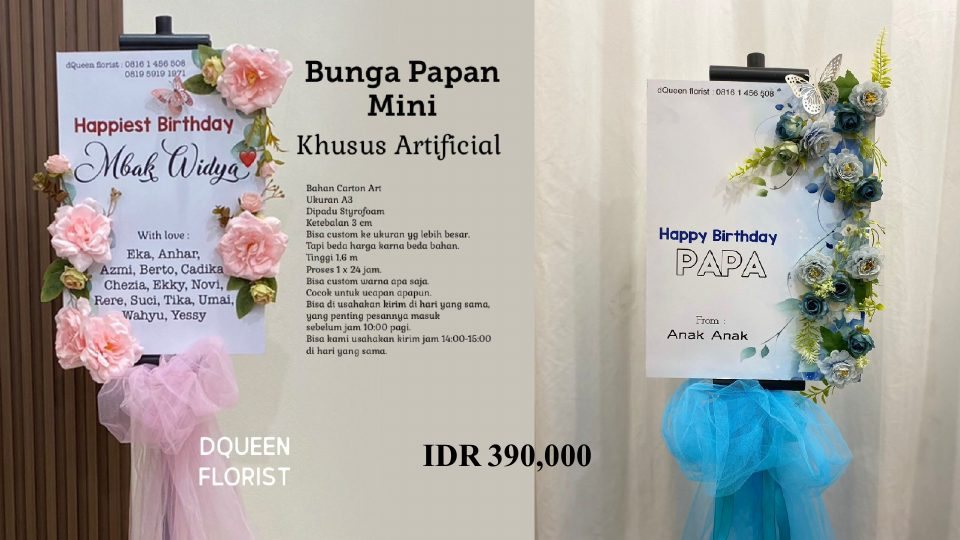 dQueen florist : 0816 1 456 508
0819 5919 1971
Happiest Birthday
Mbak Widya
With love :
Eka, Anhar,
Azmi, Berto, Cadika
Chezia, Ekky, Novi,
Rere, Suci, Tika, Umai,
Wahyu, Yessy
DQUEEN
FLORIST
Bunga Papan
Mini
Khusus Artificial
Bahan Carton Art
Ukuran A3
Dipadu Styrofoam
Ketebalan 3 cm
Bisa custom ke ukuran yg lebih besar.
Tapi beda harga karna beda bahan.
Tinggi 1.6 m
Proses 1 x 24 jam.
Bisa custom warna apa saja.
Cocok untuk ucapan apapun.
Bisa di usahakan kirim di hari yang sama,
yang penting pesannya masuk
sebelum jam 10:00 pagi.
Bisa kami usahakan kirim jam 14:00-15:00
di hari yang sama.
IDR 390,000
dQueen florist : 0816 1 456 508
Happy Birthday
PAPA
From :
Anak Anak